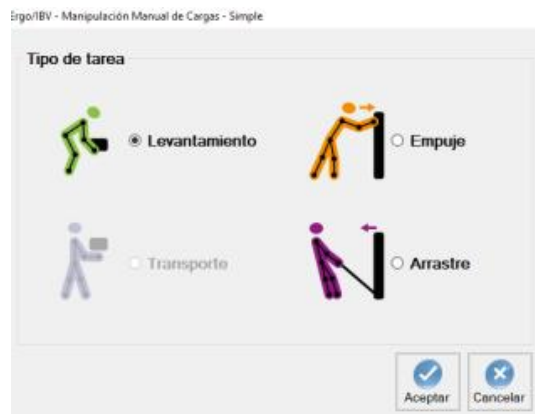 Ergo/IBV - Manipulación Manual de Cargas - Simple
Tipo de tarea
Levantamiento
Empuje
Transporte
Arrastre
Aceptar
Cancelar